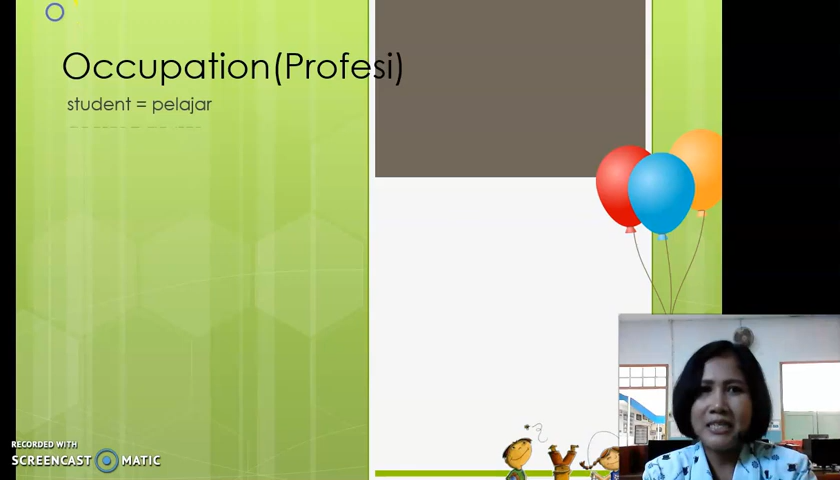 Occupation(Profesi)
student = pelajar
RECORDED WITH
SCREENCAST MATIC